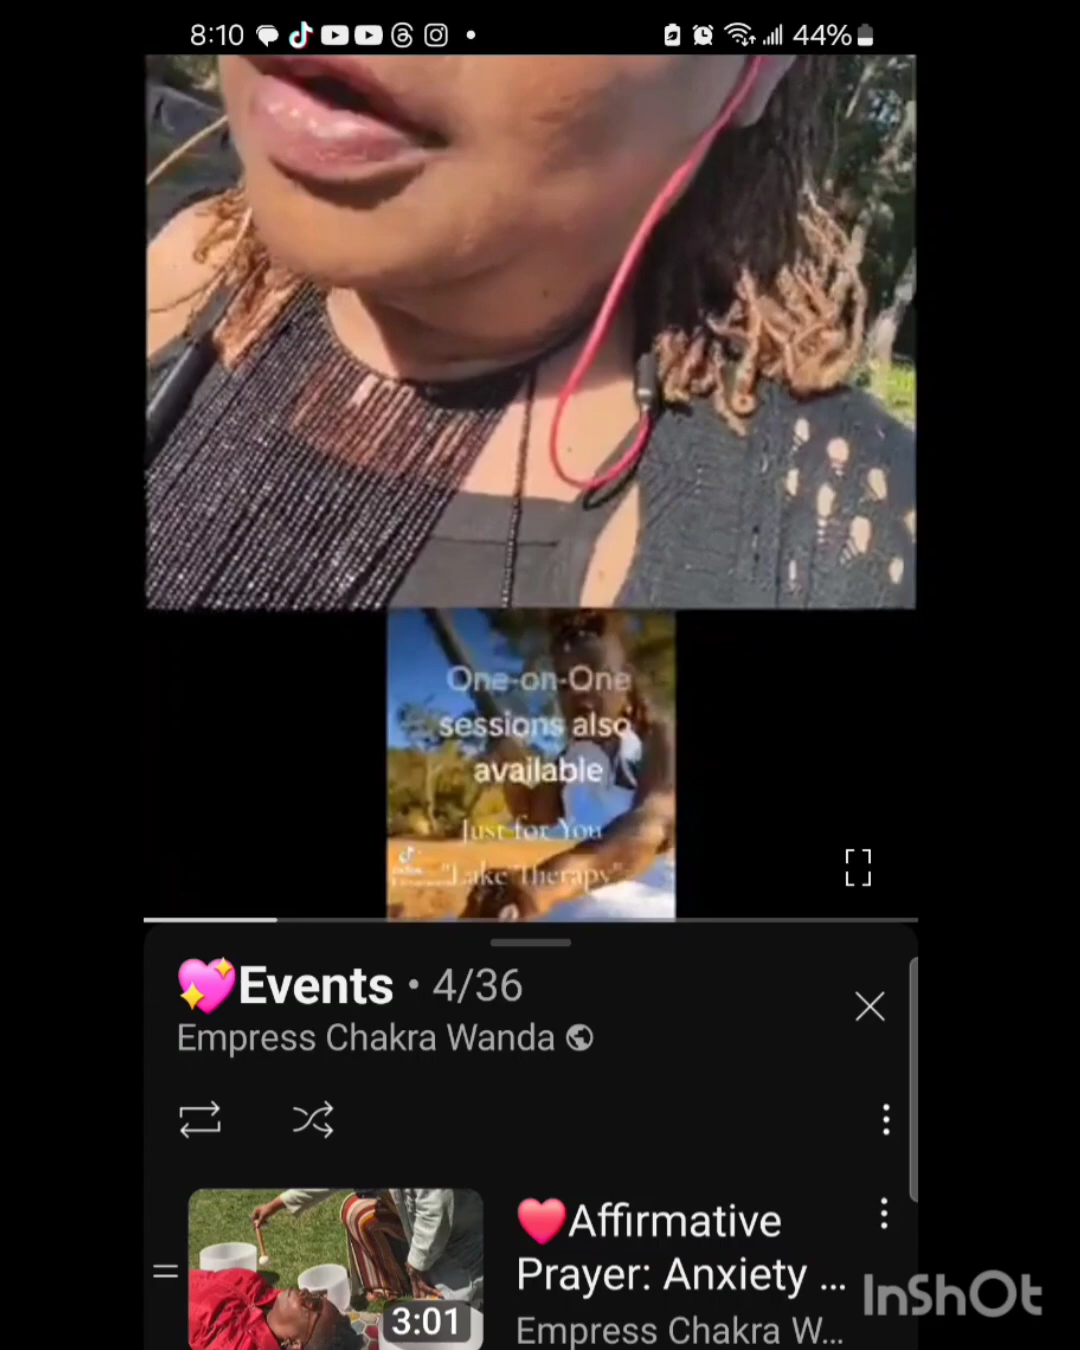 8:10
44%
One-on-One
sessions also
available
Just for You
"Lake Therapy"
💖Events • 4/36
Empress Chakra Wanda
❤️Affirmative
Prayer: Anxiety ...
3:01
Empress Chakra W...
InShOt